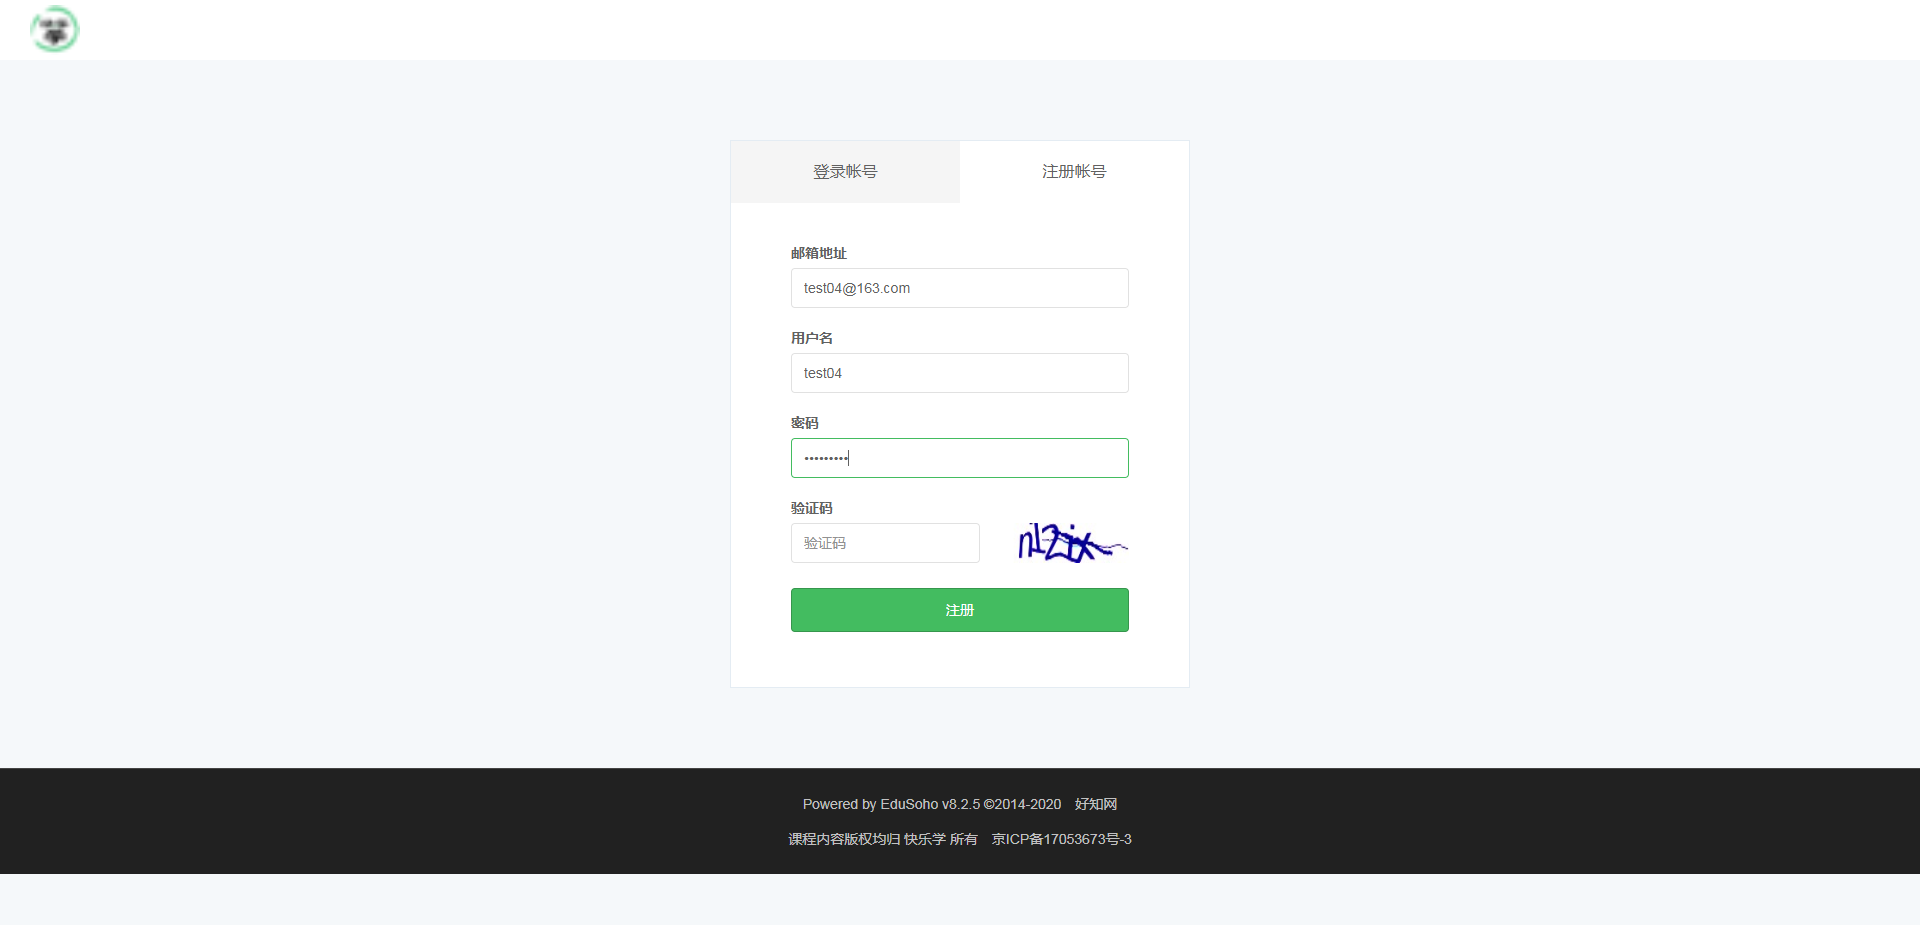 登录帐号
注册帐号
邮箱地址
test04@163.com
用户名
test04
密码
•••••••••
验证码
验证码
注册
Powered by EduSoho v8.2.5 ©2014-2020 好知网
课程内容版权均归 快乐学 所有 京ICP备17053673号-3